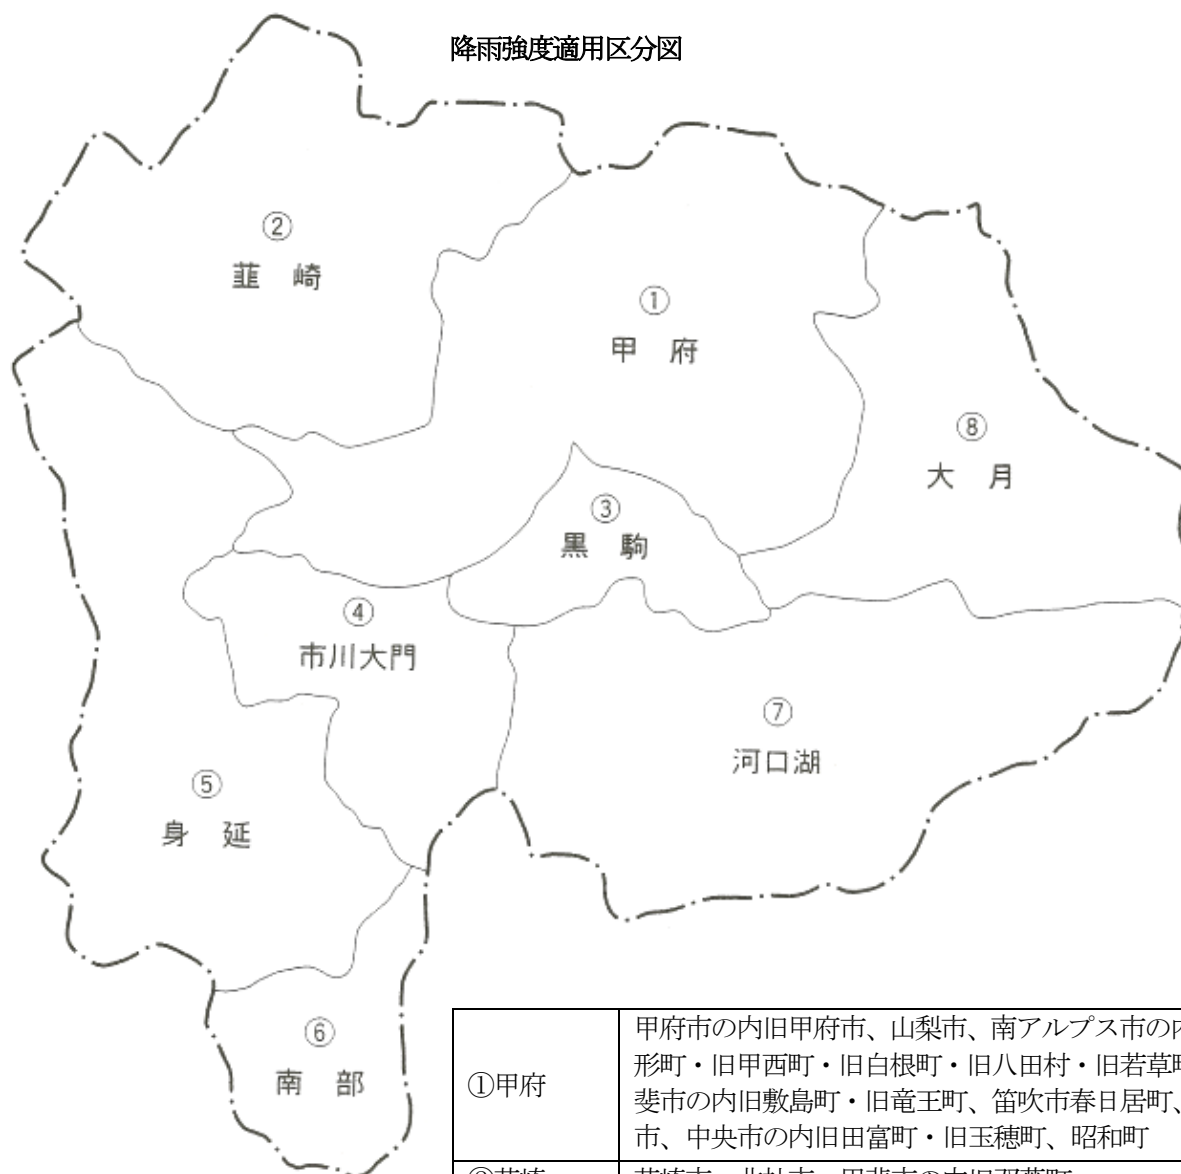 降雨強度適用区分図
②
韮崎
①
甲府
⑧
大月
③
黒駒
④
市川大門
⑦
河口湖
⑤
身延
⑥
南部
①甲府
甲府市の内旧甲府市、山梨市、南アルプス市の
形町・旧甲西町・旧白根町・旧八田村・旧若草
斐市の内旧敷島町・旧竜王町、笛吹市春日居町、
市、中央市の内旧田富町・旧玉穂町、昭和町